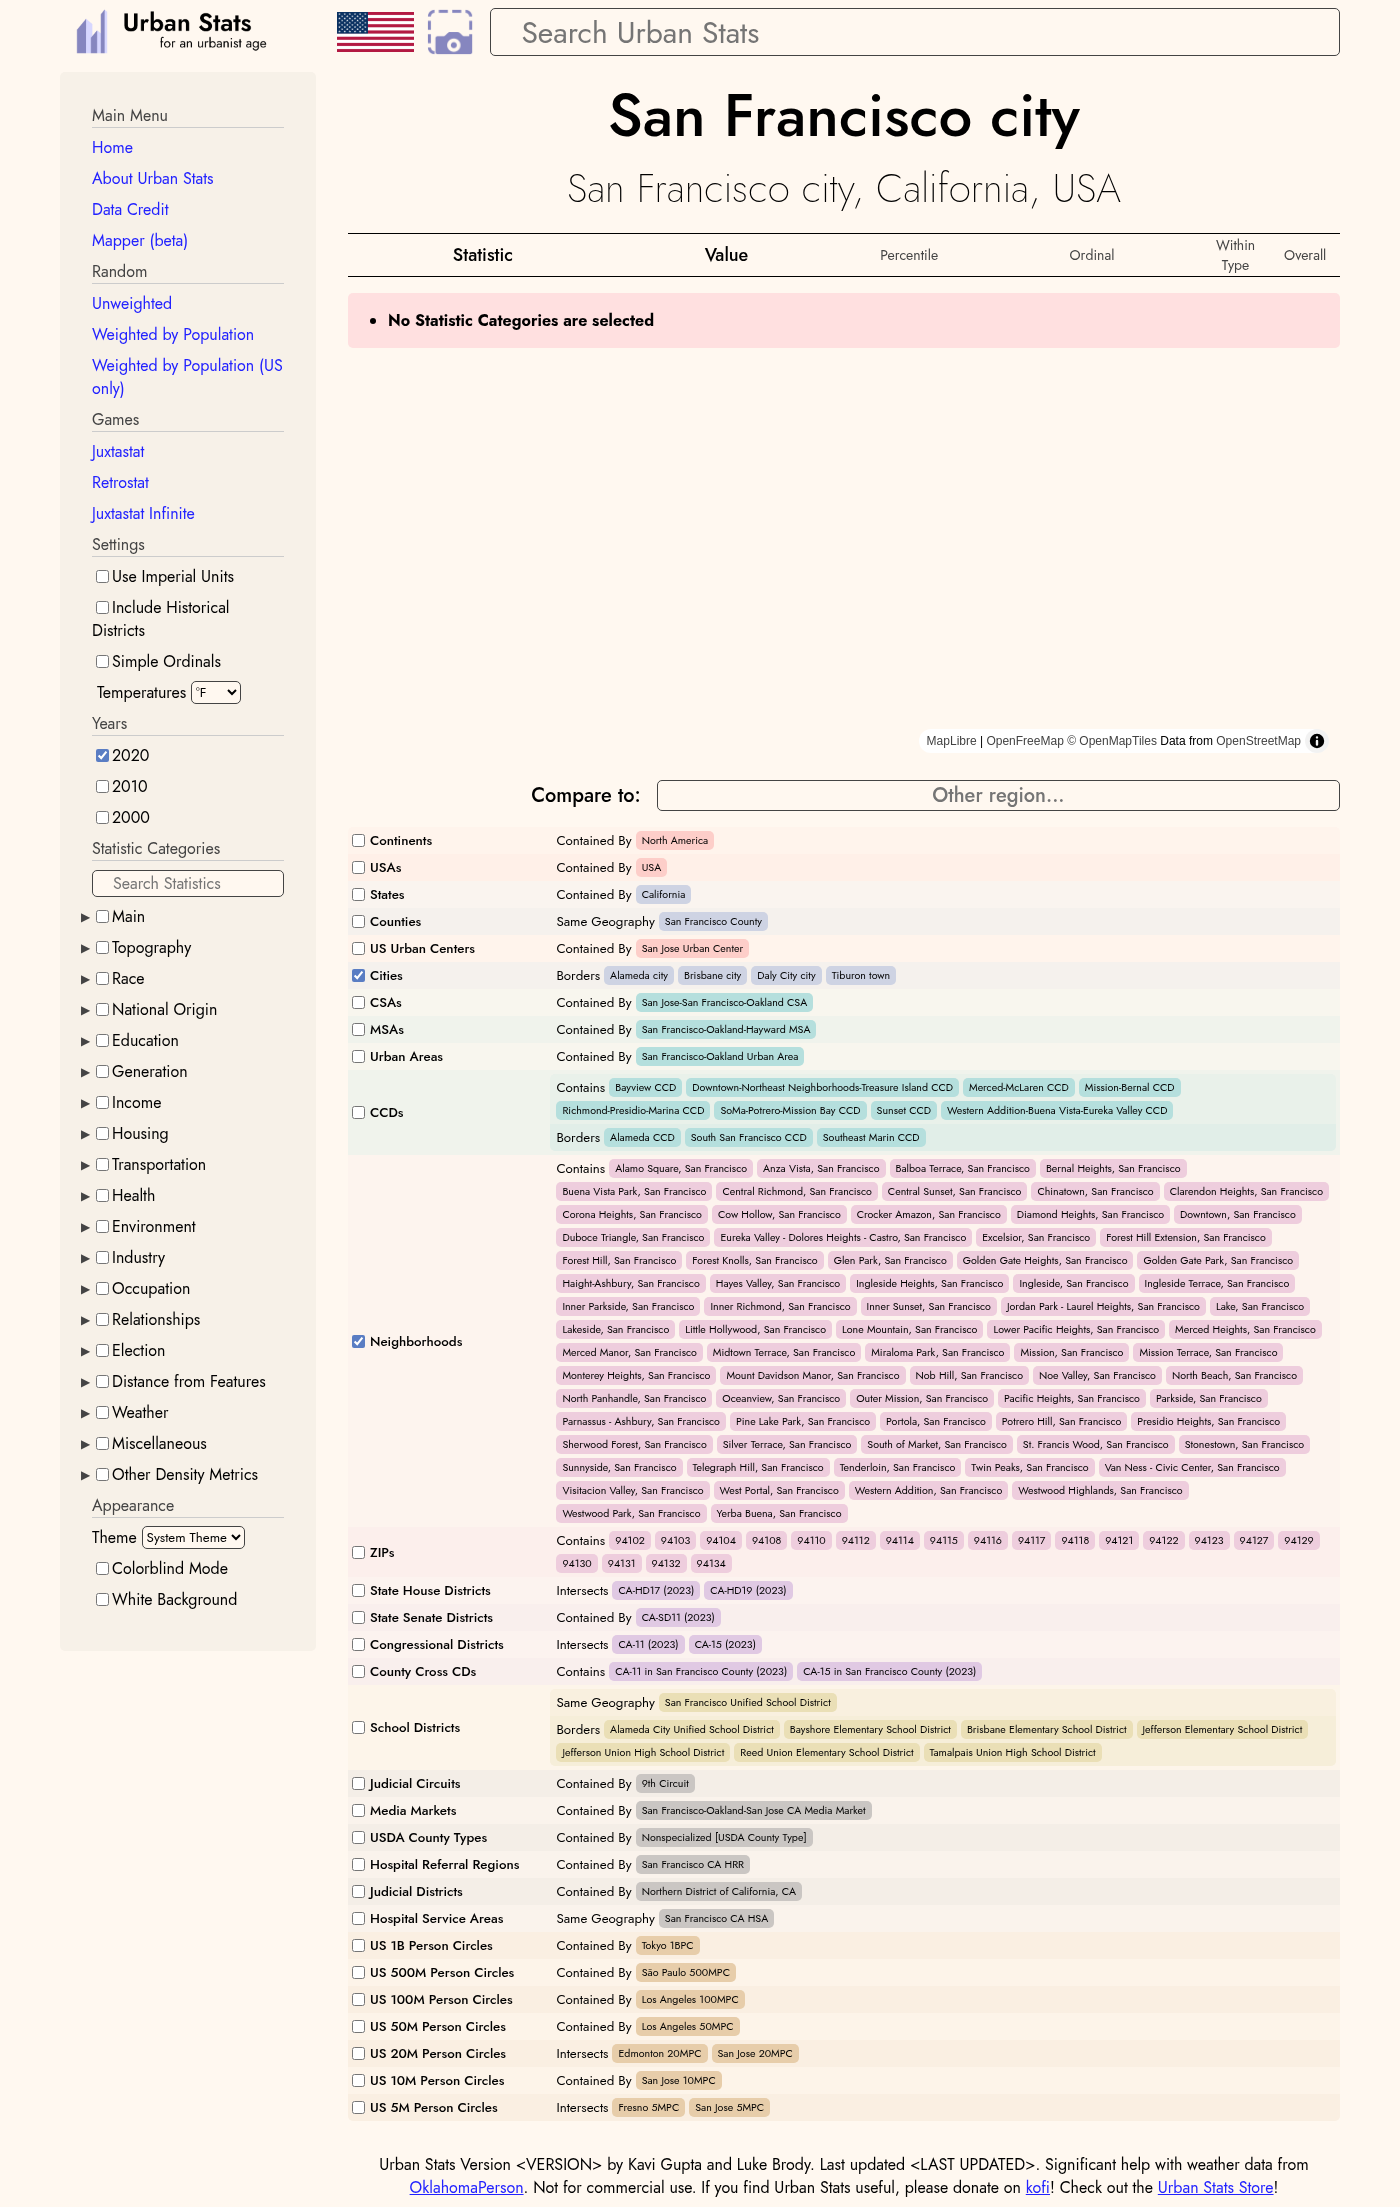 Urban Stats
for an urbanist age
Search Urban Stats
Main Menu
Home
About Urban Stats
Data Credit
Mapper (beta)
Random
Unweighted
Weighted by Population
Weighted by Population (US
only)
Games
Juxtastat
Retrostat
Juxtastat Infinite
Settings
Use Imperial Units
Include Historical
Districts
Simple Ordinals
Temperatures °F
Years
2020
2010
2000
Statistic Categories
Search Statistics
Main
Topography
Race
National Origin
Education
Generation
Income
Housing
Transportation
Health
Environment
Industry
Occupation
Relationships
Election
Distance from Features
Weather
Miscellaneous
Other Density Metrics
Appearance
Theme System Theme
Colorblind Mode
White Background
San Francisco city
San Francisco city, California, USA
Statistic Value Percentile Ordinal Within Type Overall
No Statistic Categories are selected
MapLibre | OpenFreeMap © OpenMapTiles Data from OpenStreetMap
Compare to: Other region...
Continents Contained By North America
USAs Contained By USA
States Contained By California
Counties Same Geography San Francisco County
US Urban Centers Contained By San Jose Urban Center
Cities Borders Alameda city Brisbane city Daly City city Tiburon town
CSAs Contained By San Jose-San Francisco-Oakland CSA
MSAs Contained By San Francisco-Oakland-Hayward MSA
Urban Areas Contained By San Francisco-Oakland Urban Area
CCDs
Contains Bayview CCD Downtown-Northeast Neighborhoods-Treasure Island CCD Merced-McLaren CCD Mission-Bernal CCD
Richmond-Presidio-Marina CCD SoMa-Potrero-Mission Bay CCD Sunset CCD Western Addition-Buena Vista-Eureka Valley CCD
Borders Alameda CCD South San Francisco CCD Southeast Marin CCD
Neighborhoods
Contains Alamo Square, San Francisco Anza Vista, San Francisco Balboa Terrace, San Francisco Bernal Heights, San Francisco
Buena Vista Park, San Francisco Central Richmond, San Francisco Central Sunset, San Francisco Chinatown, San Francisco Clarendon Heights, San Francisco
Corona Heights, San Francisco Cow Hollow, San Francisco Crocker Amazon, San Francisco Diamond Heights, San Francisco Downtown, San Francisco
Duboce Triangle, San Francisco Eureka Valley - Dolores Heights - Castro, San Francisco Excelsior, San Francisco Forest Hill Extension, San Francisco
Forest Hill, San Francisco Forest Knolls, San Francisco Glen Park, San Francisco Golden Gate Heights, San Francisco Golden Gate Park, San Francisco
Haight-Ashbury, San Francisco Hayes Valley, San Francisco Ingleside Heights, San Francisco Ingleside, San Francisco Ingleside Terrace, San Francisco
Inner Parkside, San Francisco Inner Richmond, San Francisco Inner Sunset, San Francisco Jordan Park - Laurel Heights, San Francisco Lake, San Francisco
Lakeside, San Francisco Little Hollywood, San Francisco Lone Mountain, San Francisco Lower Pacific Heights, San Francisco Merced Heights, San Francisco
Merced Manor, San Francisco Midtown Terrace, San Francisco Miraloma Park, San Francisco Mission, San Francisco Mission Terrace, San Francisco
Monterey Heights, San Francisco Mount Davidson Manor, San Francisco Nob Hill, San Francisco Noe Valley, San Francisco North Beach, San Francisco
North Panhandle, San Francisco Oceanview, San Francisco Outer Mission, San Francisco Pacific Heights, San Francisco Parkside, San Francisco
Parnassus - Ashbury, San Francisco Pine Lake Park, San Francisco Portola, San Francisco Potrero Hill, San Francisco Presidio Heights, San Francisco
Sherwood Forest, San Francisco Silver Terrace, San Francisco South of Market, San Francisco St. Francis Wood, San Francisco Stonestown, San Francisco
Sunnyside, San Francisco Telegraph Hill, San Francisco Tenderloin, San Francisco Twin Peaks, San Francisco Van Ness - Civic Center, San Francisco
Visitacion Valley, San Francisco West Portal, San Francisco Western Addition, San Francisco Westwood Highlands, San Francisco
Westwood Park, San Francisco Yerba Buena, San Francisco
ZIPs
Contains 94102 94103 94104 94108 94110 94112 94114 94115 94116 94117 94118 94121 94122 94123 94127 94129
94130 94131 94132 94134
State House Districts Intersects CA-HD17 (2023) CA-HD19 (2023)
State Senate Districts Contained By CA-SD11 (2023)
Congressional Districts Intersects CA-11 (2023) CA-15 (2023)
County Cross CDs Contains CA-11 in San Francisco County (2023) CA-15 in San Francisco County (2023)
School Districts
Same Geography San Francisco Unified School District
Borders Alameda City Unified School District Bayshore Elementary School District Brisbane Elementary School District Jefferson Elementary School District
Jefferson Union High School District Reed Union Elementary School District Tamalpais Union High School District
Judicial Circuits Contained By 9th Circuit
Media Markets Contained By San Francisco-Oakland-San Jose CA Media Market
USDA County Types Contained By Nonspecialized [USDA County Type]
Hospital Referral Regions Contained By San Francisco CA HRR
Judicial Districts Contained By Northern District of California, CA
Hospital Service Areas Same Geography San Francisco CA HSA
US 1B Person Circles Contained By Tokyo 1BPC
US 500M Person Circles Contained By São Paulo 500MPC
US 100M Person Circles Contained By Los Angeles 100MPC
US 50M Person Circles Contained By Los Angeles 50MPC
US 20M Person Circles Intersects Edmonton 20MPC San Jose 20MPC
US 10M Person Circles Contained By San Jose 10MPC
US 5M Person Circles Intersects Fresno 5MPC San Jose 5MPC
Urban Stats Version <VERSION> by Kavi Gupta and Luke Brody. Last updated <LAST UPDATED>. Significant help with weather data from
OklahomaPerson. Not for commercial use. If you find Urban Stats useful, please donate on kofi! Check out the Urban Stats Store!